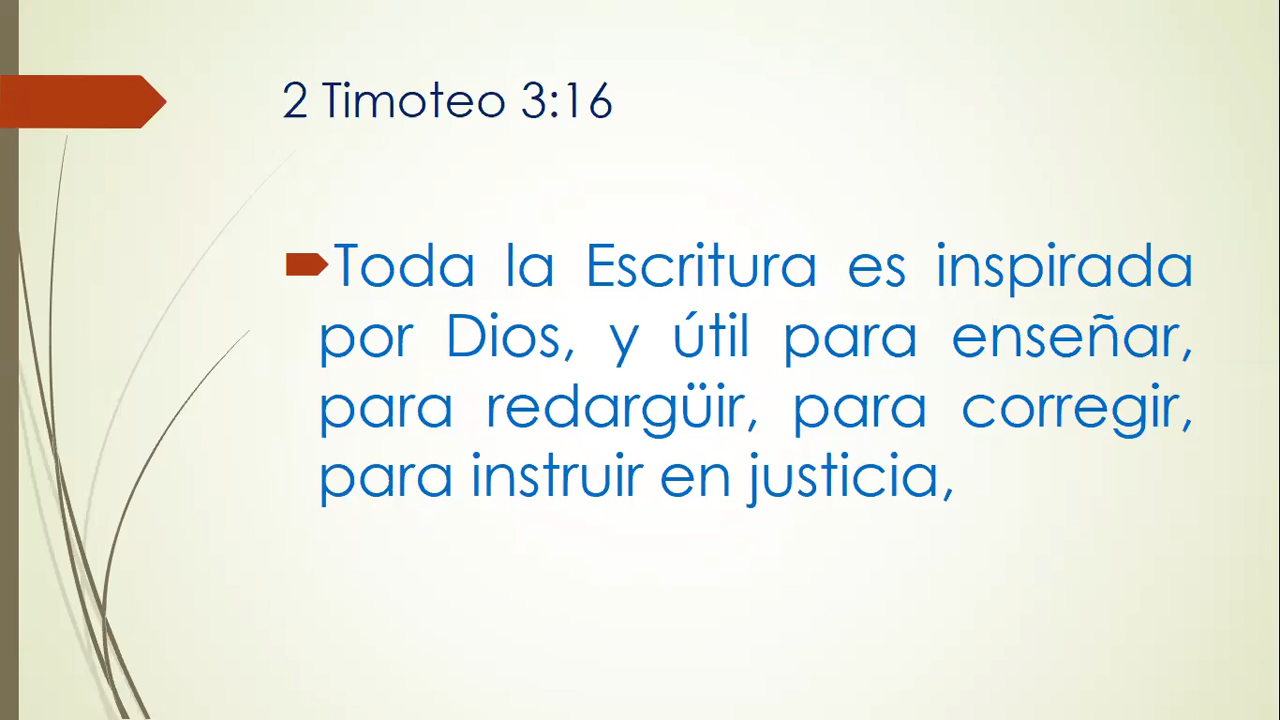 2 Timoteo 3:16
Toda la Escritura es inspirada
por Dios, y útil para enseñar,
para redargüir, para corregir,
para instruir en justicia,